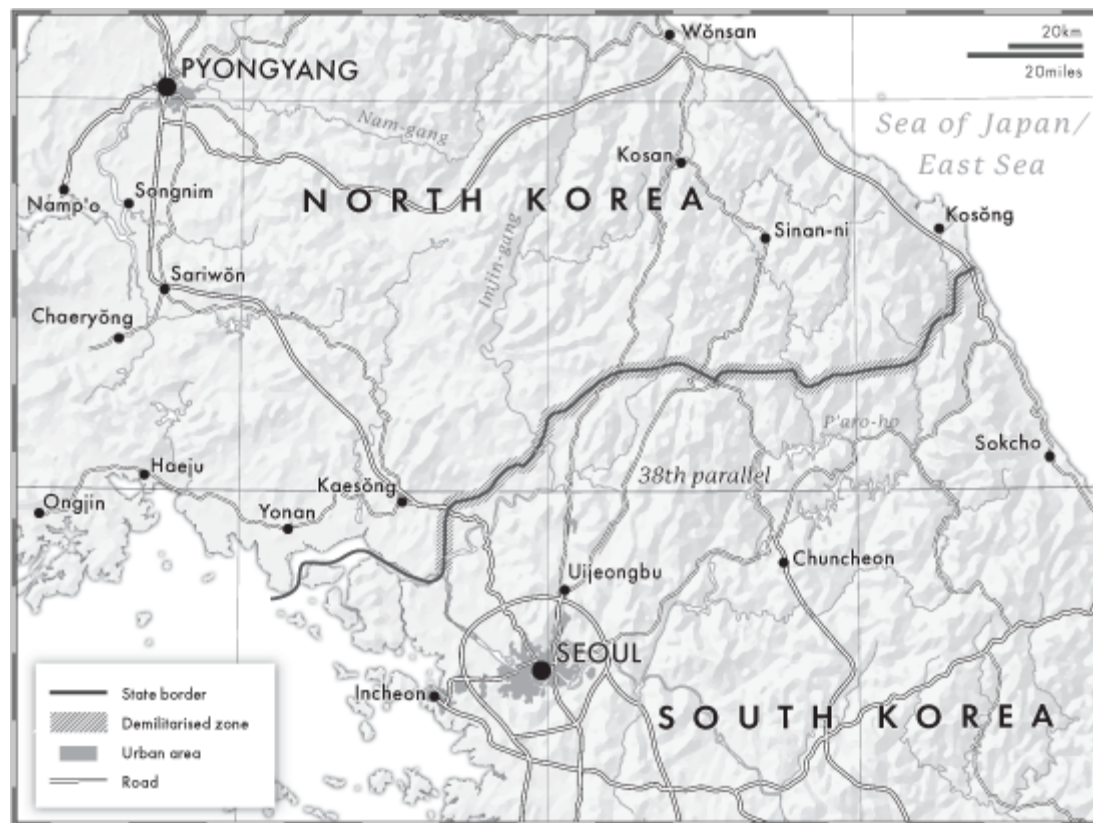 Wŏnsan
20km
20miles
PYONGYANG
Nam-gang
Sea of Japan/
East Sea
Kosan
Námp'o
Songnim
NORTH KOREA
Kosŏng
Sinan-ni
Imjin-gang
Sariwŏn
Chaeryŏng
P'aro-ho
Sokcho
Haeju
38th parallel
Kaesŏng
Ongjin
Yonan
Chuncheon
Uijeongbu
SEOUL
Incheon
SOUTH KOREA
State border
Demilitarised zone
Urban area
Road